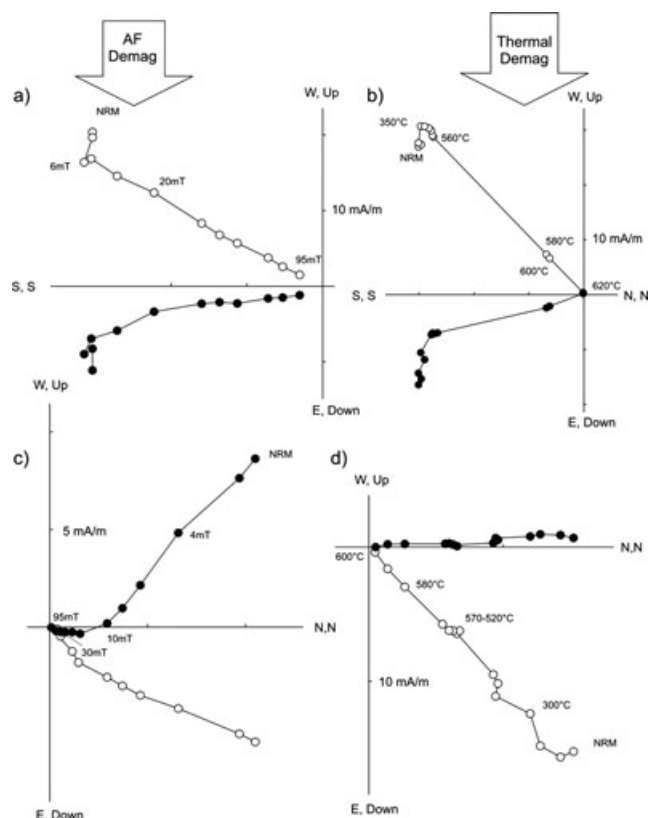 AF
Demag
Thermal
Demag
a)
W, Up
NRM
6mT
20mT
10 mA/m
95mT
S, S
E, Down
b)
W, Up
350°C
560°C
NRM
10 mA/m
580°C
600°C
620°C
S, S
N, N
E, Down
c)
W, Up
NRM
5 mA/m
4mT
95mT
N,N
10mT
30mT
E, Down
d)
W, Up
600°C
N,N
580°C
570-520°C
10 mA/m
300°C
NRM
E, Down